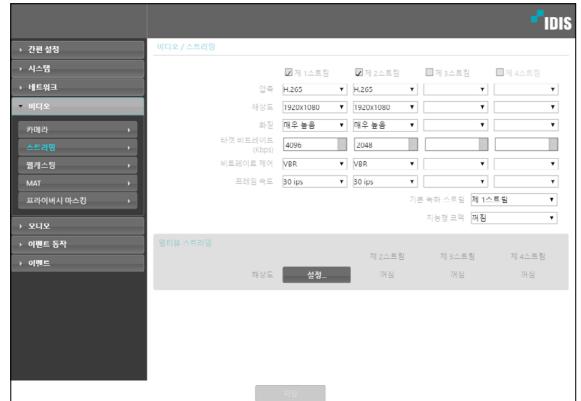 IDIS
간편 설정
시스템
네트워크
비디오
카메라
스트리밍
웹캐스팅
MAT
프라이버시 마스킹
오디오
이벤트 동작
이벤트
비디오 / 스트리밍
제 1스트림 제 2스트림 제 3스트림 제 4스트림
압축 H.265 H.265
해상도 1920x1080 1920x1080
화질 매우 높음 매우 높음
타겟 비트레이트 (Kbps) 4096 2048
비트레이트 제어 VBR VBR
프레임 속도 30 ips 30 ips
기본 녹화 스트림 제 1스트림
지능형 코덱 꺼짐
멀티뷰 스트리밍
제 2스트림 제 3스트림 제 4스트림
해상도 설정... 꺼짐 꺼짐 꺼짐
저장